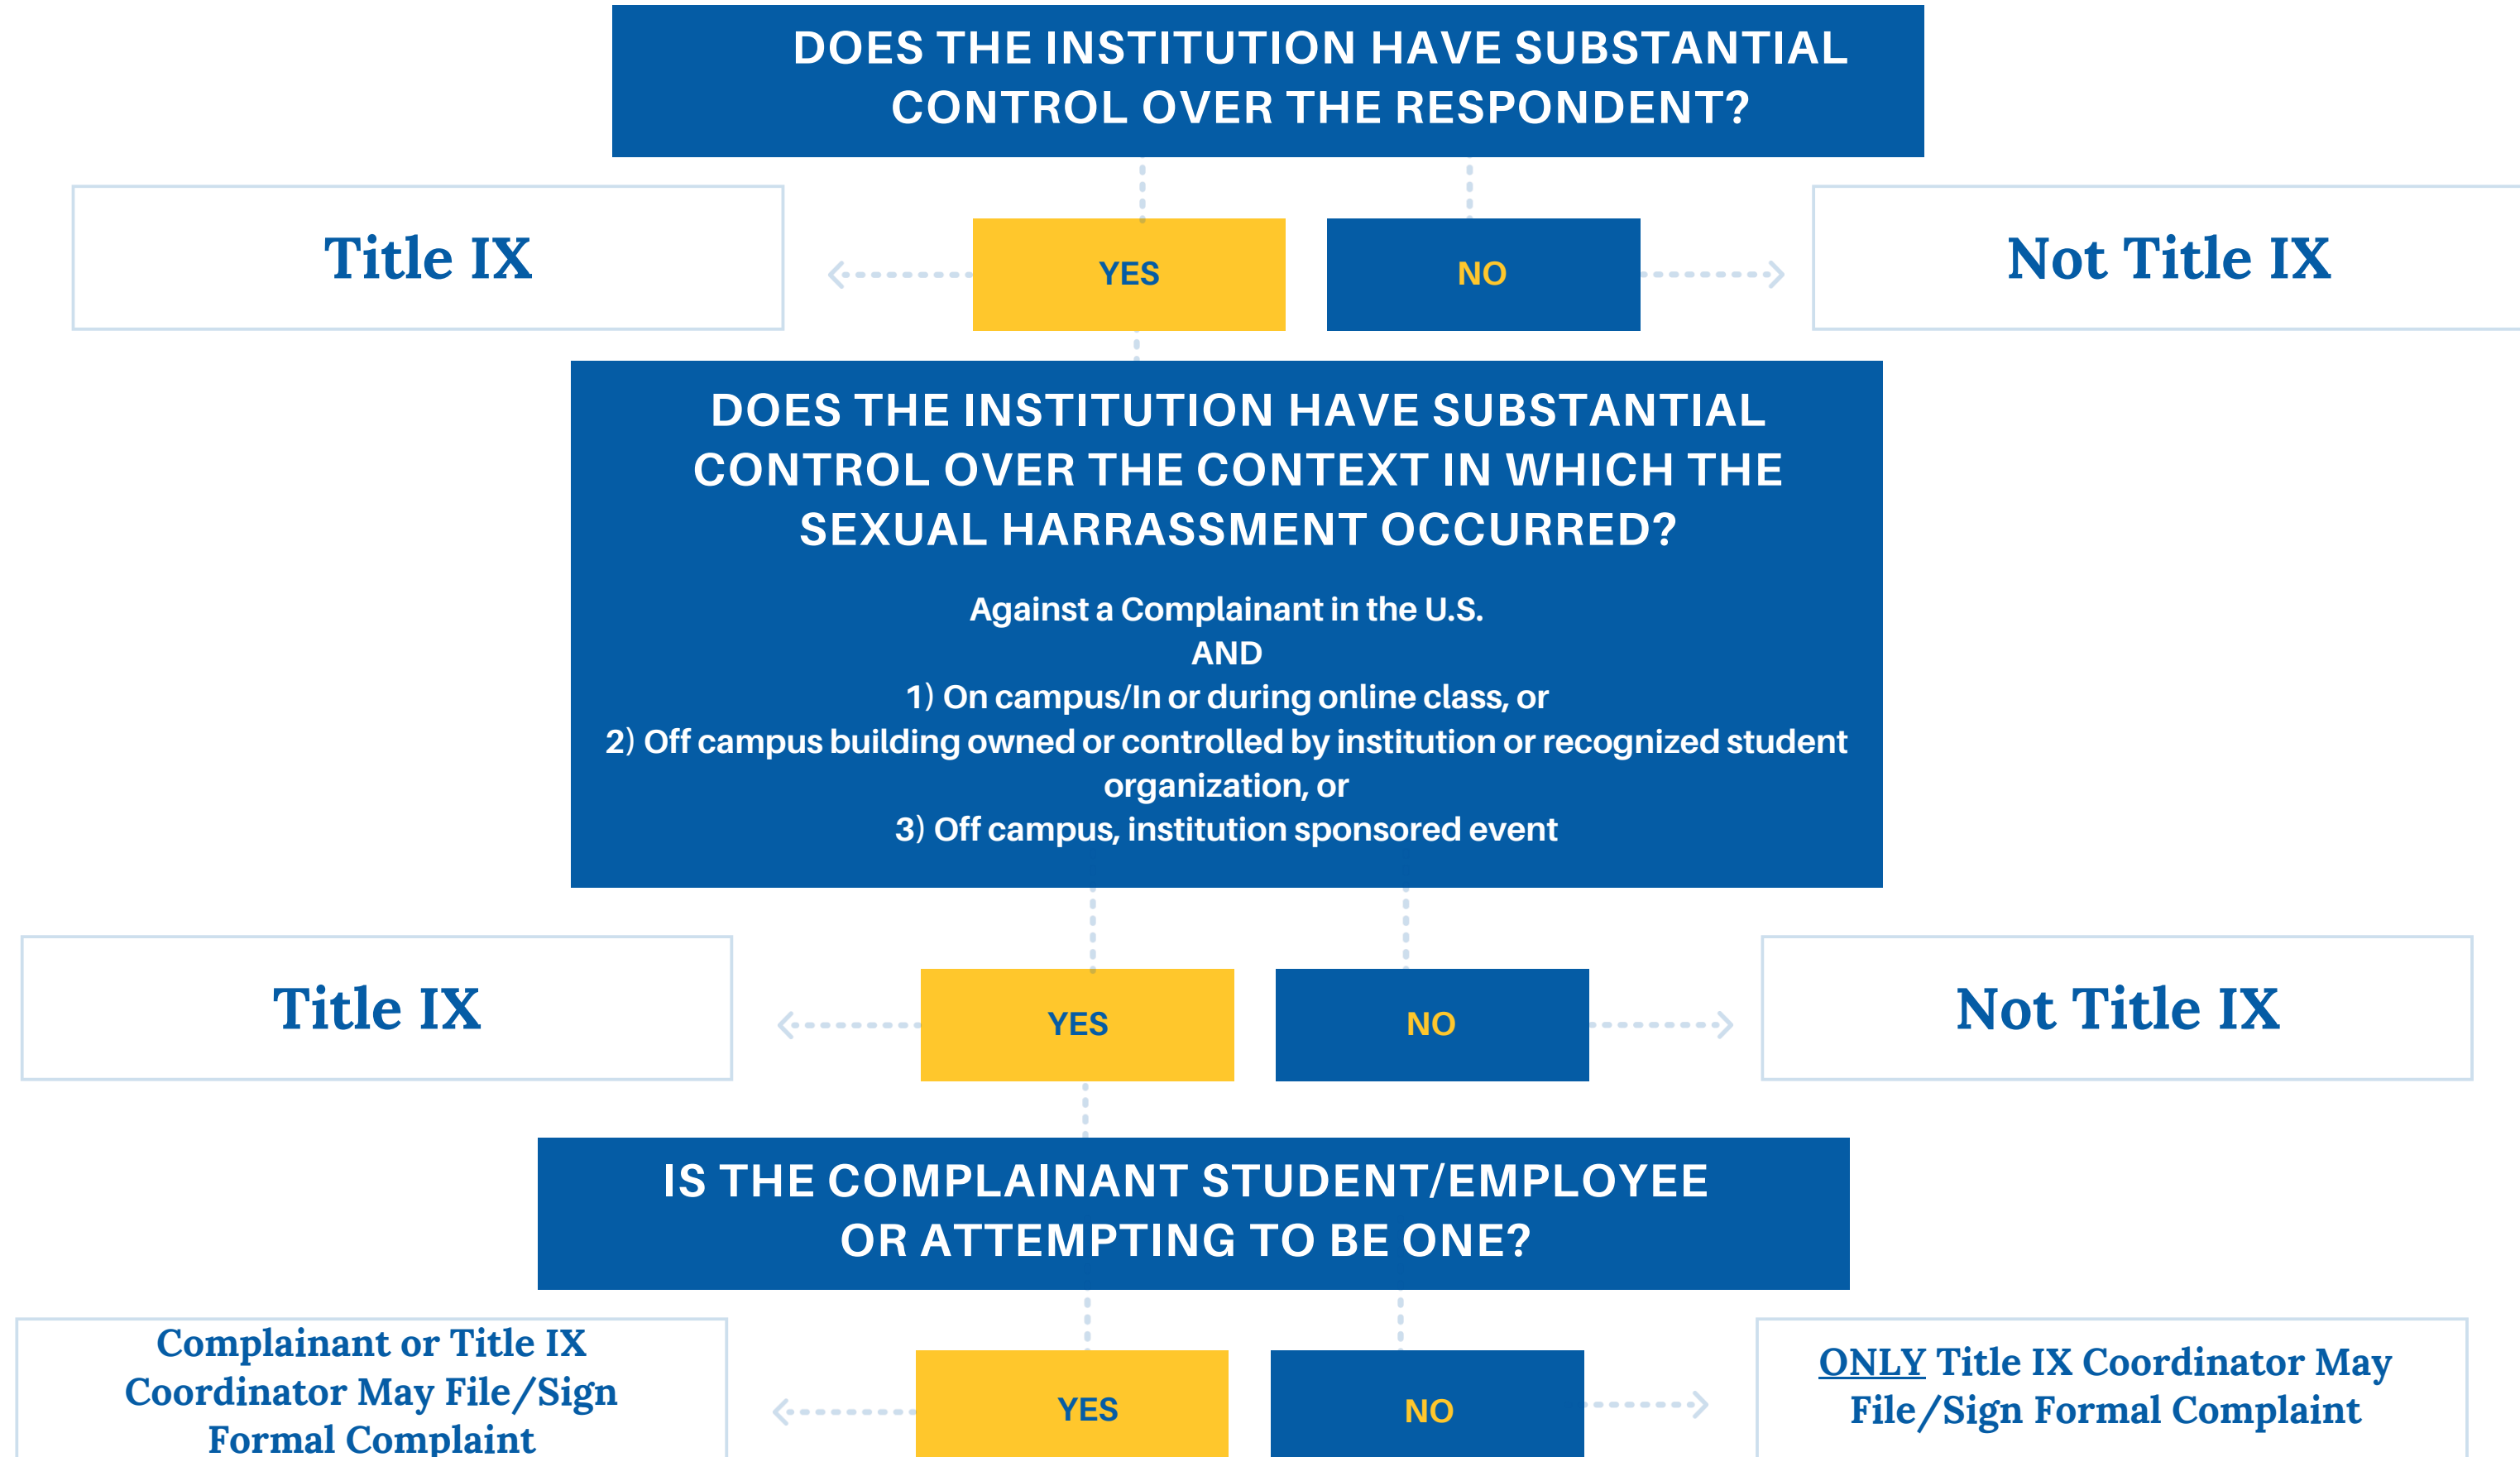 DOES THE INSTITUTION HAVE SUBSTANTIAL
CONTROL OVER THE RESPONDENT?
Title IX
YES
NO
Not Title IX
DOES THE INSTITUTION HAVE SUBSTANTIAL
CONTROL OVER THE CONTEXT IN WHICH THE
SEXUAL HARRASSMENT OCCURRED?
Against a Complainant in the U.S.
AND
1) On campus/In or during online class, or
2) Off campus building owned or controlled by institution or recognized student
organization, or
3) Off campus, institution sponsored event
Title IX
YES
NO
Not Title IX
IS THE COMPLAINANT STUDENT/EMPLOYEE
OR ATTEMPTING TO BE ONE?
Complainant or Title IX
Coordinator May File/Sign
Formal Complaint
YES
NO
ONLY Title IX Coordinator May
File/Sign Formal Complaint